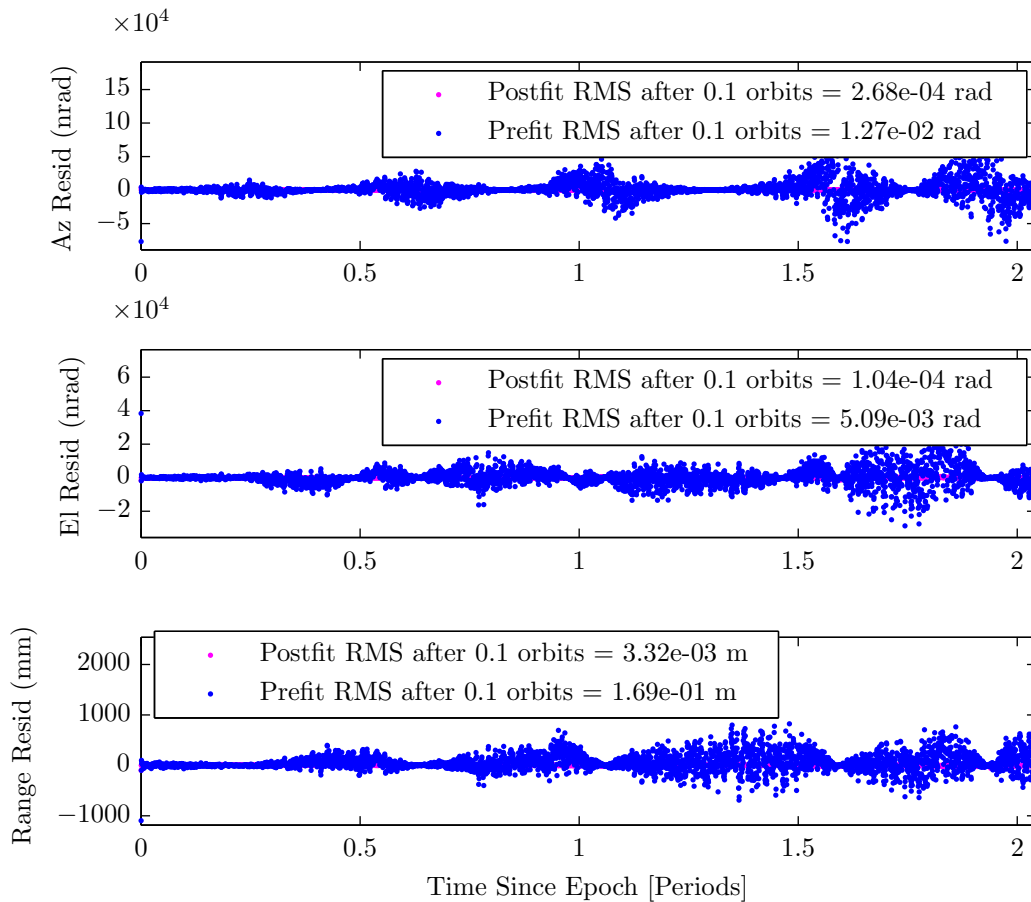 ×10⁴
Az Resid (nrad)
15
10
5
0
−5
Postfit RMS after 0.1 orbits = 2.68e-04 rad
Prefit RMS after 0.1 orbits = 1.27e-02 rad
0 0.5 1 1.5 2
×10⁴
El Resid (nrad)
6
4
2
0
−2
Postfit RMS after 0.1 orbits = 1.04e-04 rad
Prefit RMS after 0.1 orbits = 5.09e-03 rad
0 0.5 1 1.5 2
Range Resid (mm)
2000
1000
0
−1000
Postfit RMS after 0.1 orbits = 3.32e-03 m
Prefit RMS after 0.1 orbits = 1.69e-01 m
0 0.5 1 1.5 2
Time Since Epoch [Periods]